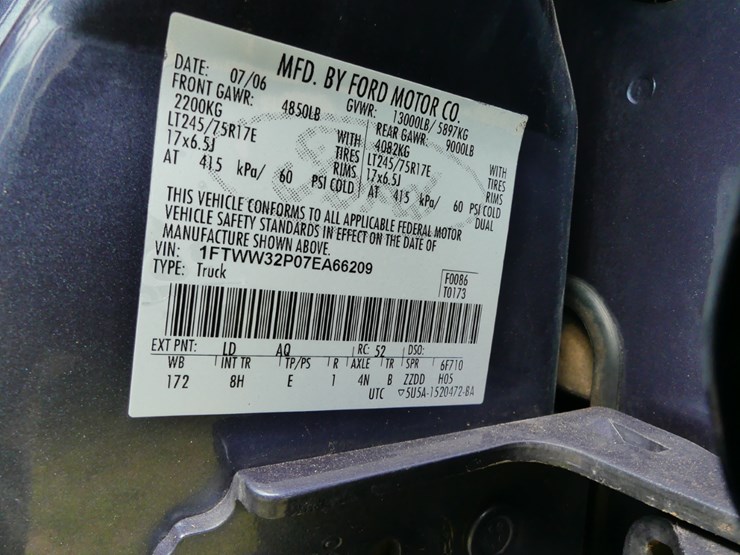 MFD. BY FORD MOTOR CO.
DATE: 07/06 GVWR: 13000LB/5897KG
FRONT GAWR: 4850LB REAR GAWR: 9000LB
2200KG WITH 4082KG WITH
LT245/75R17E TIRES LT245/75R17E TIRES
17x6.5J RIMS 17x6.5J RIMS
AT 415 kPa/ 60 PSI COLD AT 415 kPa/ 60 PSI COLD
DUAL
THIS VEHICLE CONFORMS TO ALL APPLICABLE FEDERAL MOTOR
VEHICLE SAFETY STANDARDS IN EFFECT ON THE DATE OF
MANUFACTURE SHOWN ABOVE.
VIN: 1FTWW32P07EA66209
TYPE: Truck F0086
T0173
EXT PNT: LD AQ RC: 52 DSO:
WB INT TR TP/PS R AXLE TR SPR 6F710
172 8H E 1 4N B ZZDD H05
UTC ▽5U5A-1520472-BA